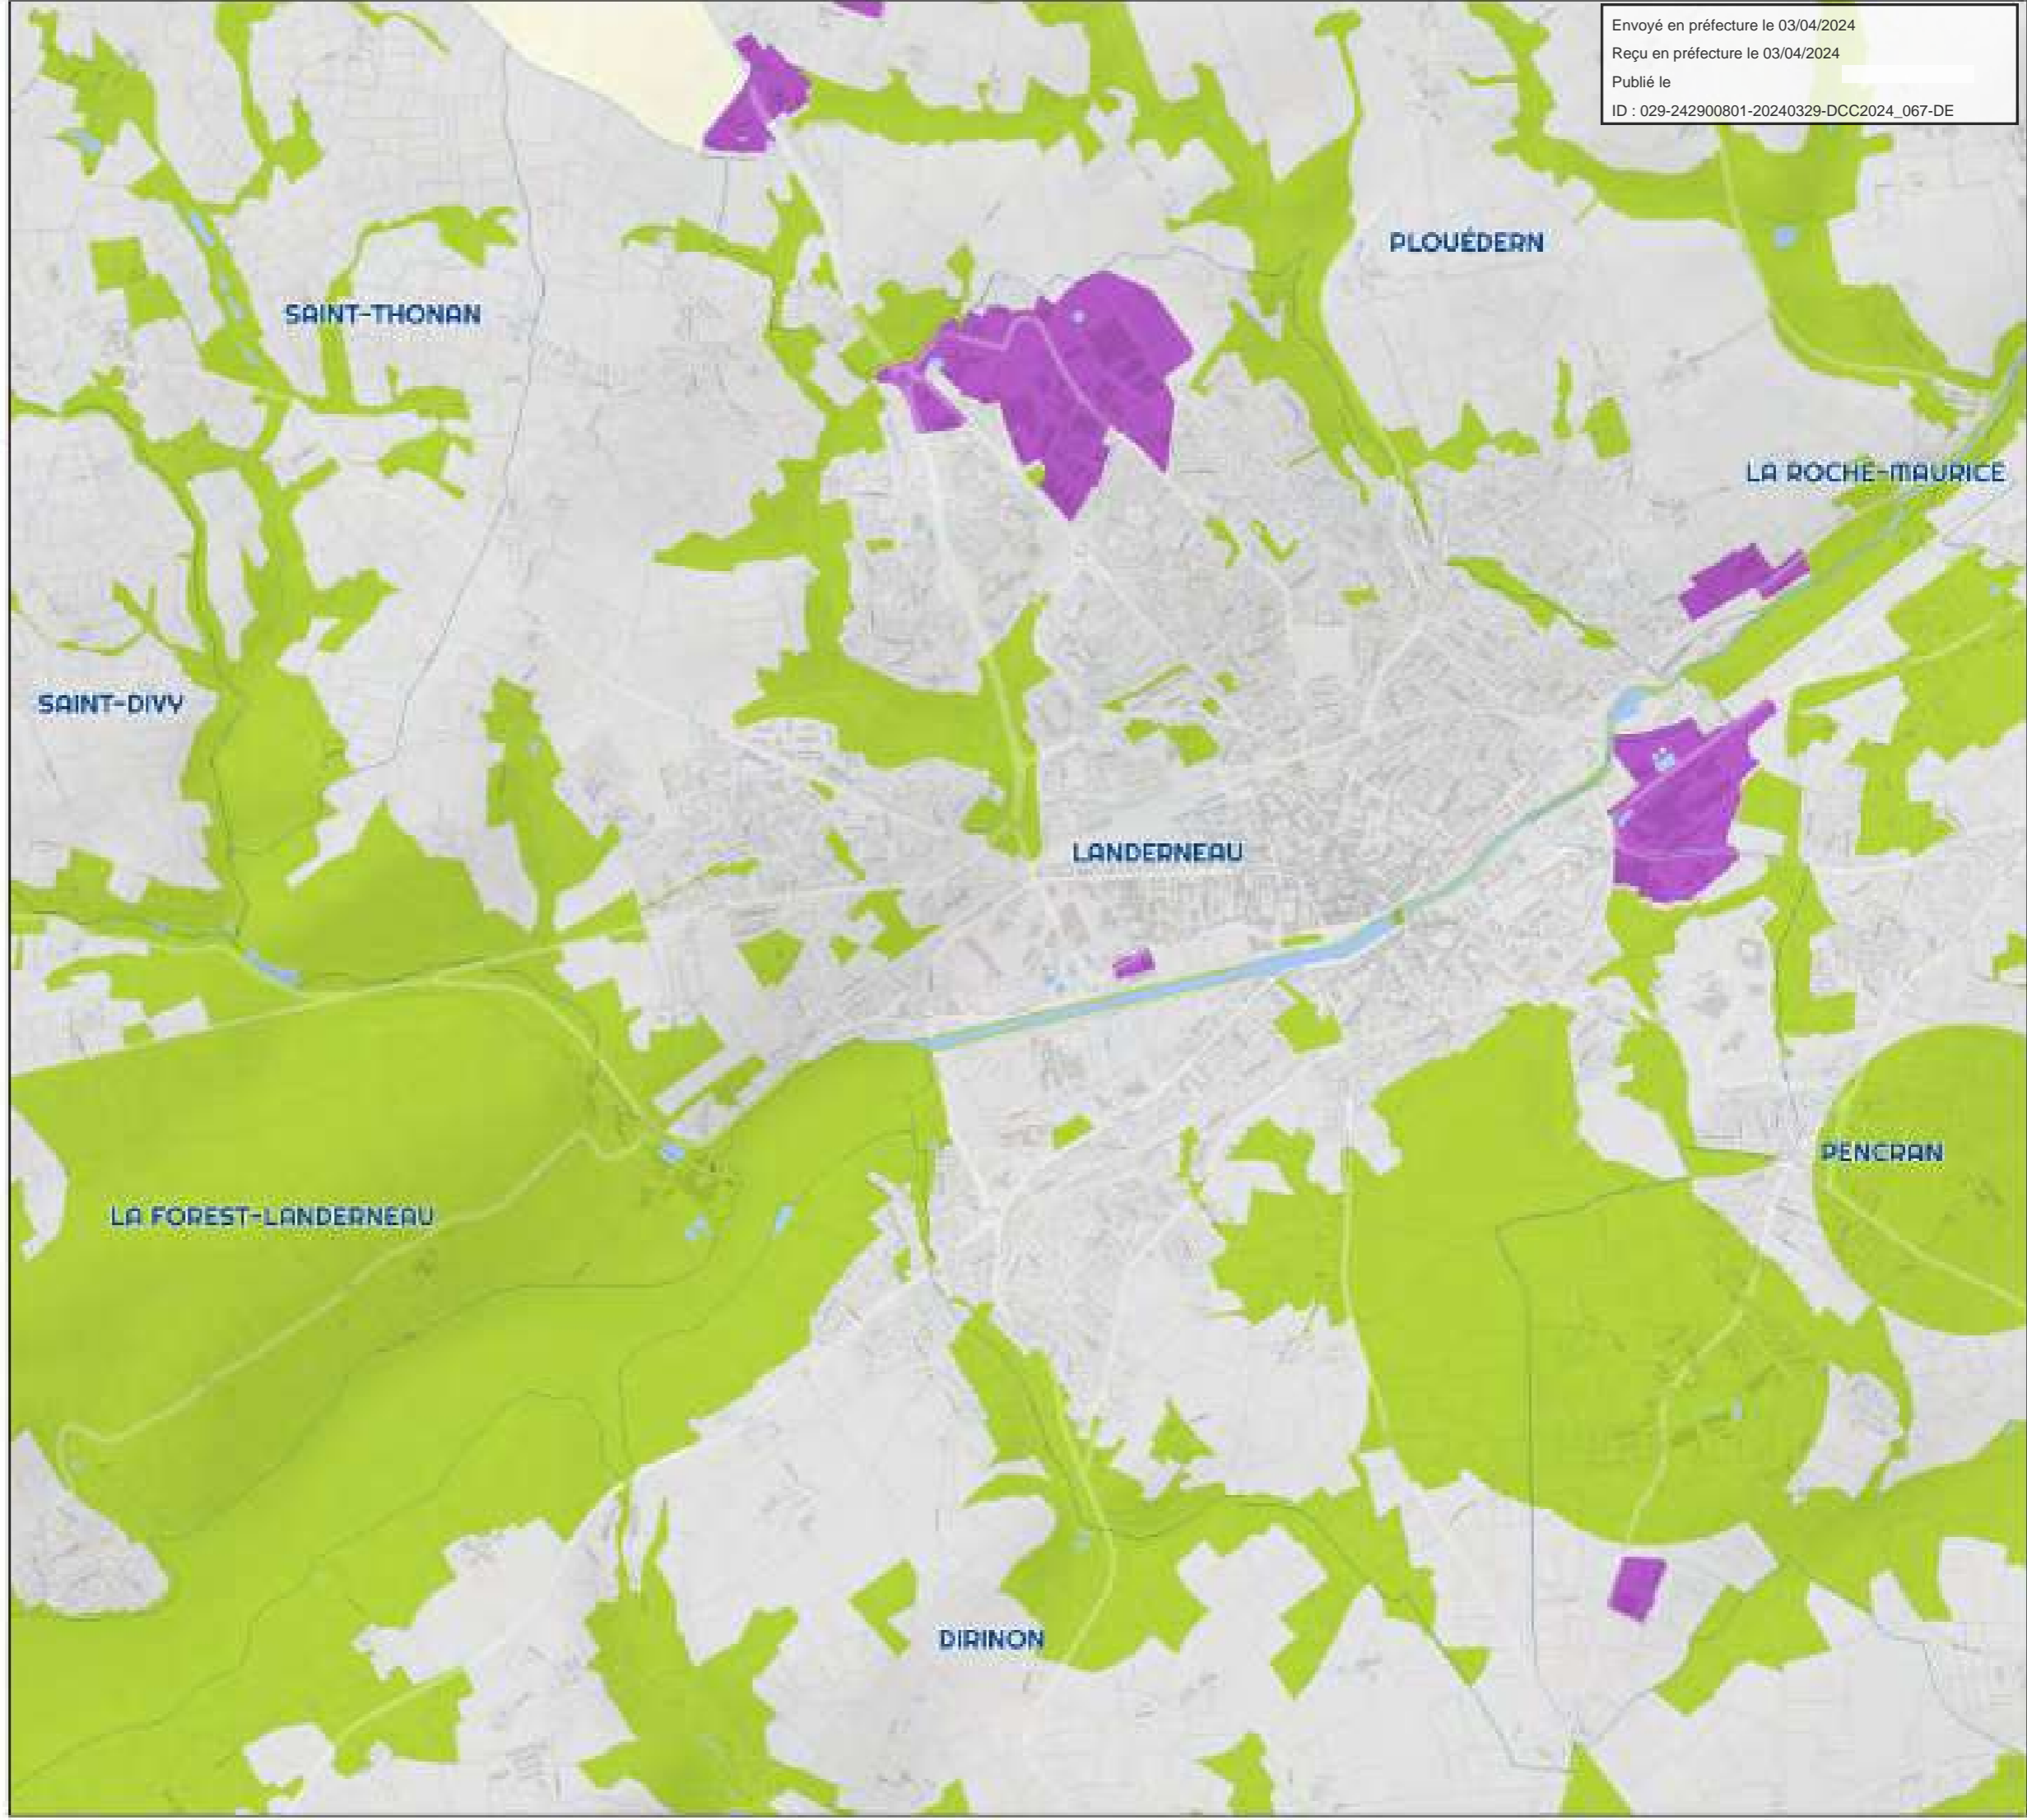 Envoyé en préfecture le 03/04/2024
Reçu en préfecture le 03/04/2024
Publié le
ID : 029-242900801-20240329-DCC2024_067-DE
PLOUÉDERN
SAINT-THONAN
LA ROCHE-MAURICE
SAINT-DIVY
LANDERNEAU
PENCRAN
LA FOREST-LANDERNEAU
DIRINON